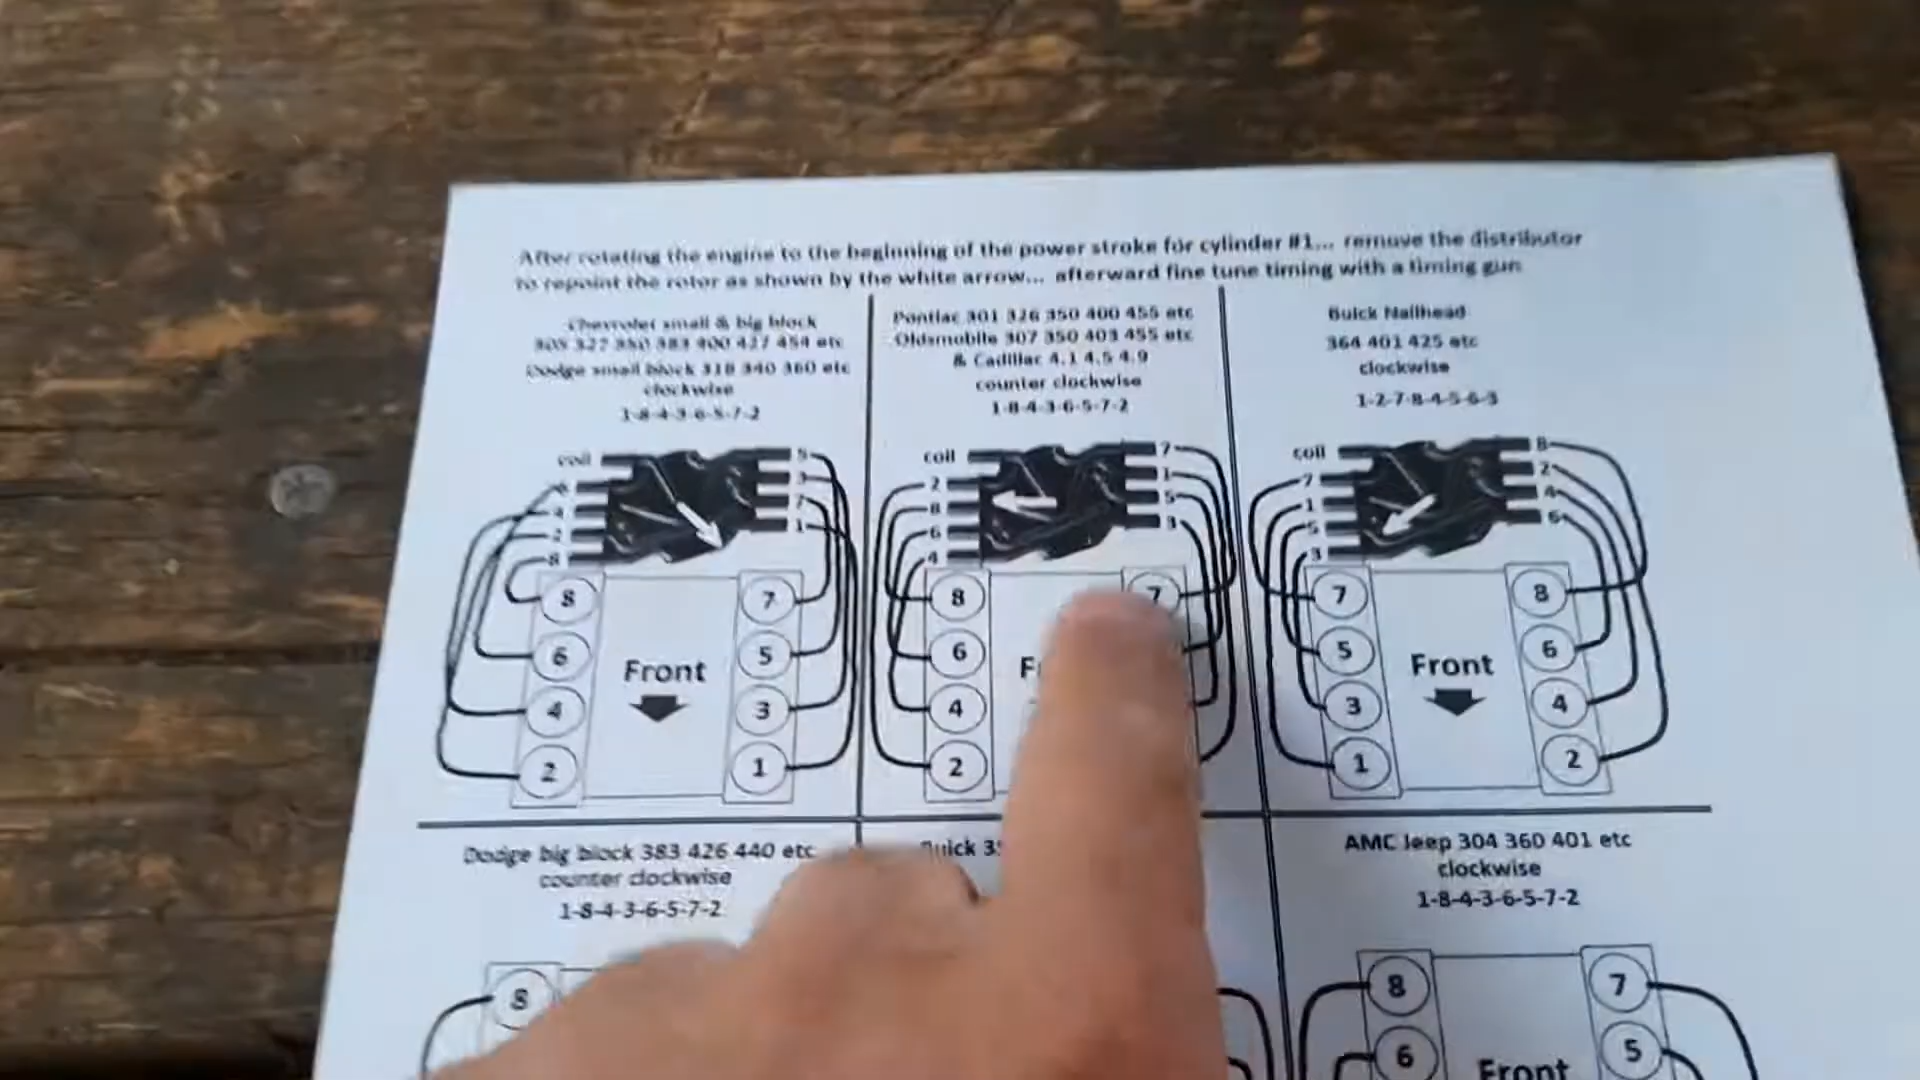 After rotating the engine to the beginning of the power stroke for cylinder #1... remove the distributor
to repoint the rotor as shown by the white arrow... afterward fine tune timing with a timing gun
Chevrolet small & big block
305 327 350 383 400 427 454 etc
Dodge small block 318 340 360 etc
clockwise
1-8-4-3-6-5-7-2
coil
5
3
7
1
6
4
2
8
8
7
6
5
Front
4
3
2
1
Pontiac 301 326 350 400 455 etc
Oldsmobile 307 350 403 455 etc
& Cadillac 4.1 4.5 4.9
counter clockwise
1-8-4-3-6-5-7-2
coil
7
2
1
8
5
6
3
4
8
7
6
4
2
Buick Nailhead
364 401 425 etc
clockwise
1-2-7-8-4-5-6-3
coil
8
7
2
1
4
5
6
3
7
8
5
6
Front
3
4
1
2
Dodge big block 383 426 440 etc
counter clockwise
1-8-4-3-6-5-7-2
8
Buick
AMC Jeep 304 360 401 etc
clockwise
1-8-4-3-6-5-7-2
8
7
6
5
Front